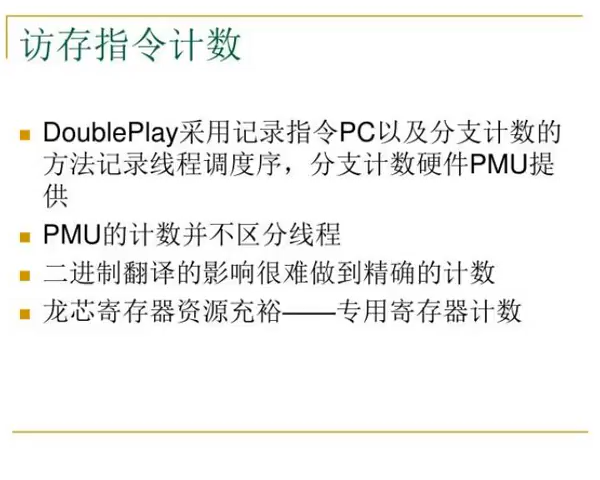 访存指令计数
DoublePlay采用记录指令PC以及分支计数的
方法记录线程调度序，分支计数硬件PMU提
供
PMU的计数并不区分线程
二进制翻译的影响很难做到精确的计数
龙芯寄存器资源充裕——专用寄存器计数